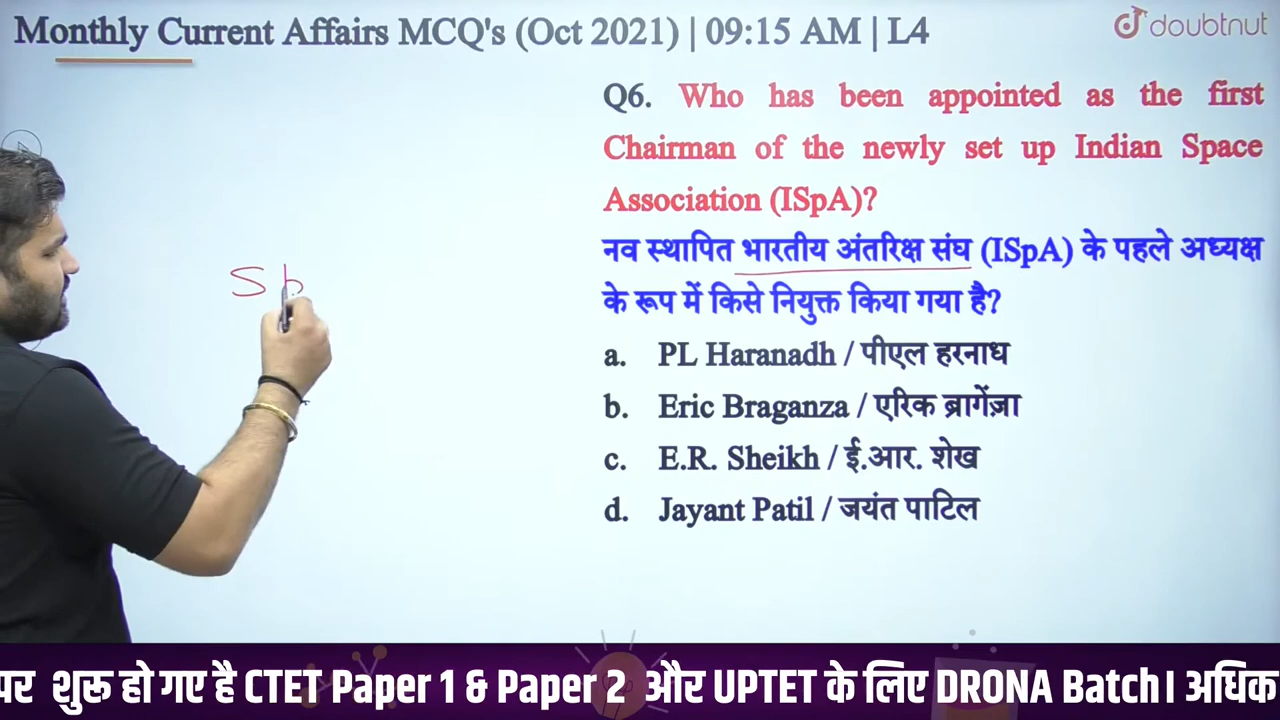 Monthly Current Affairs MCQ's (Oct 2021) | 09:15 AM | L4
doubtnut
Q6. Who has been appointed as the first
Chairman of the newly set up Indian Space
Association (ISpA)?
नव स्थापित भारतीय अंतरिक्ष संघ (ISpA) के पहले अध्यक्ष
के रूप में किसे नियुक्त किया गया है?
a. PL Haranadh / पीएल हरनाध
b. Eric Braganza / एरिक ब्रागेंज़ा
c. E.R. Sheikh / ई.आर. शेख
d. Jayant Patil / जयंत पाटिल
पर शुरू हो गए है CTET Paper 1 & Paper 2 और UPTET के लिए DRONA Batch। अधिक